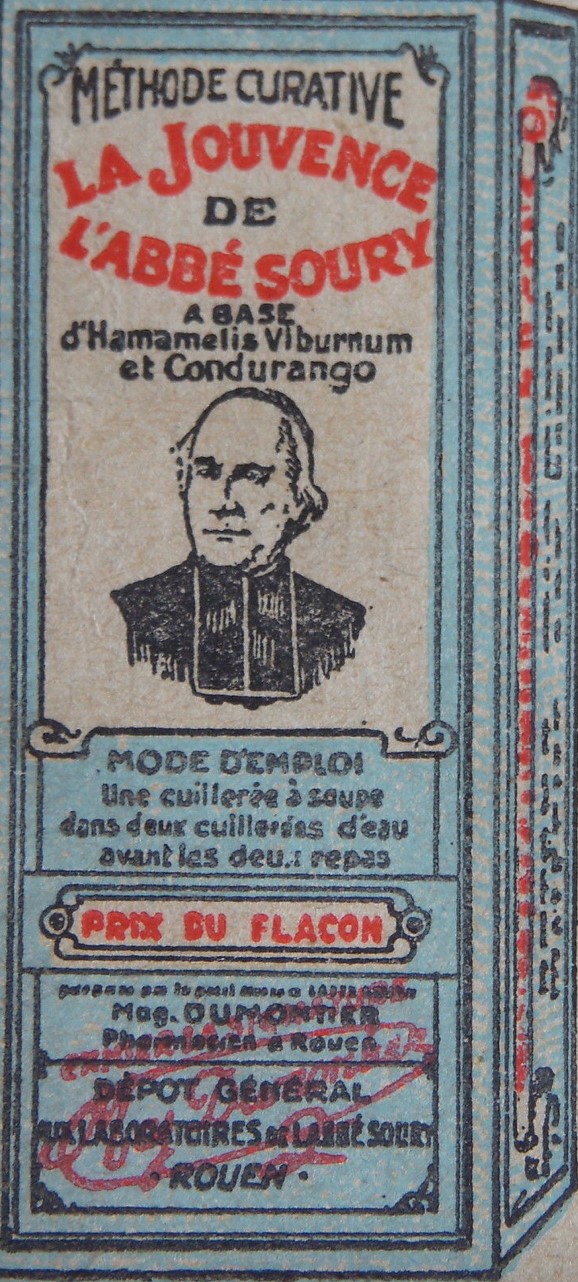 MÉTHODE CURATIVE
LA JOUVENCE
DE
L'ABBÉ SOURY
A BASE
d'Hamamelis Viburnum
et Condurango
MODE D'EMPLOI
Une cuillerée à soupe
dans deux cuillerées d'eau
avant les deux repas
PRIX DU FLACON
Mag. DUMONTIER
Pharmacien à Rouen
DÉPOT GÉNÉRAL
AUX LABORATOIRES de L'ABBÉ SOURY
· ROUEN ·